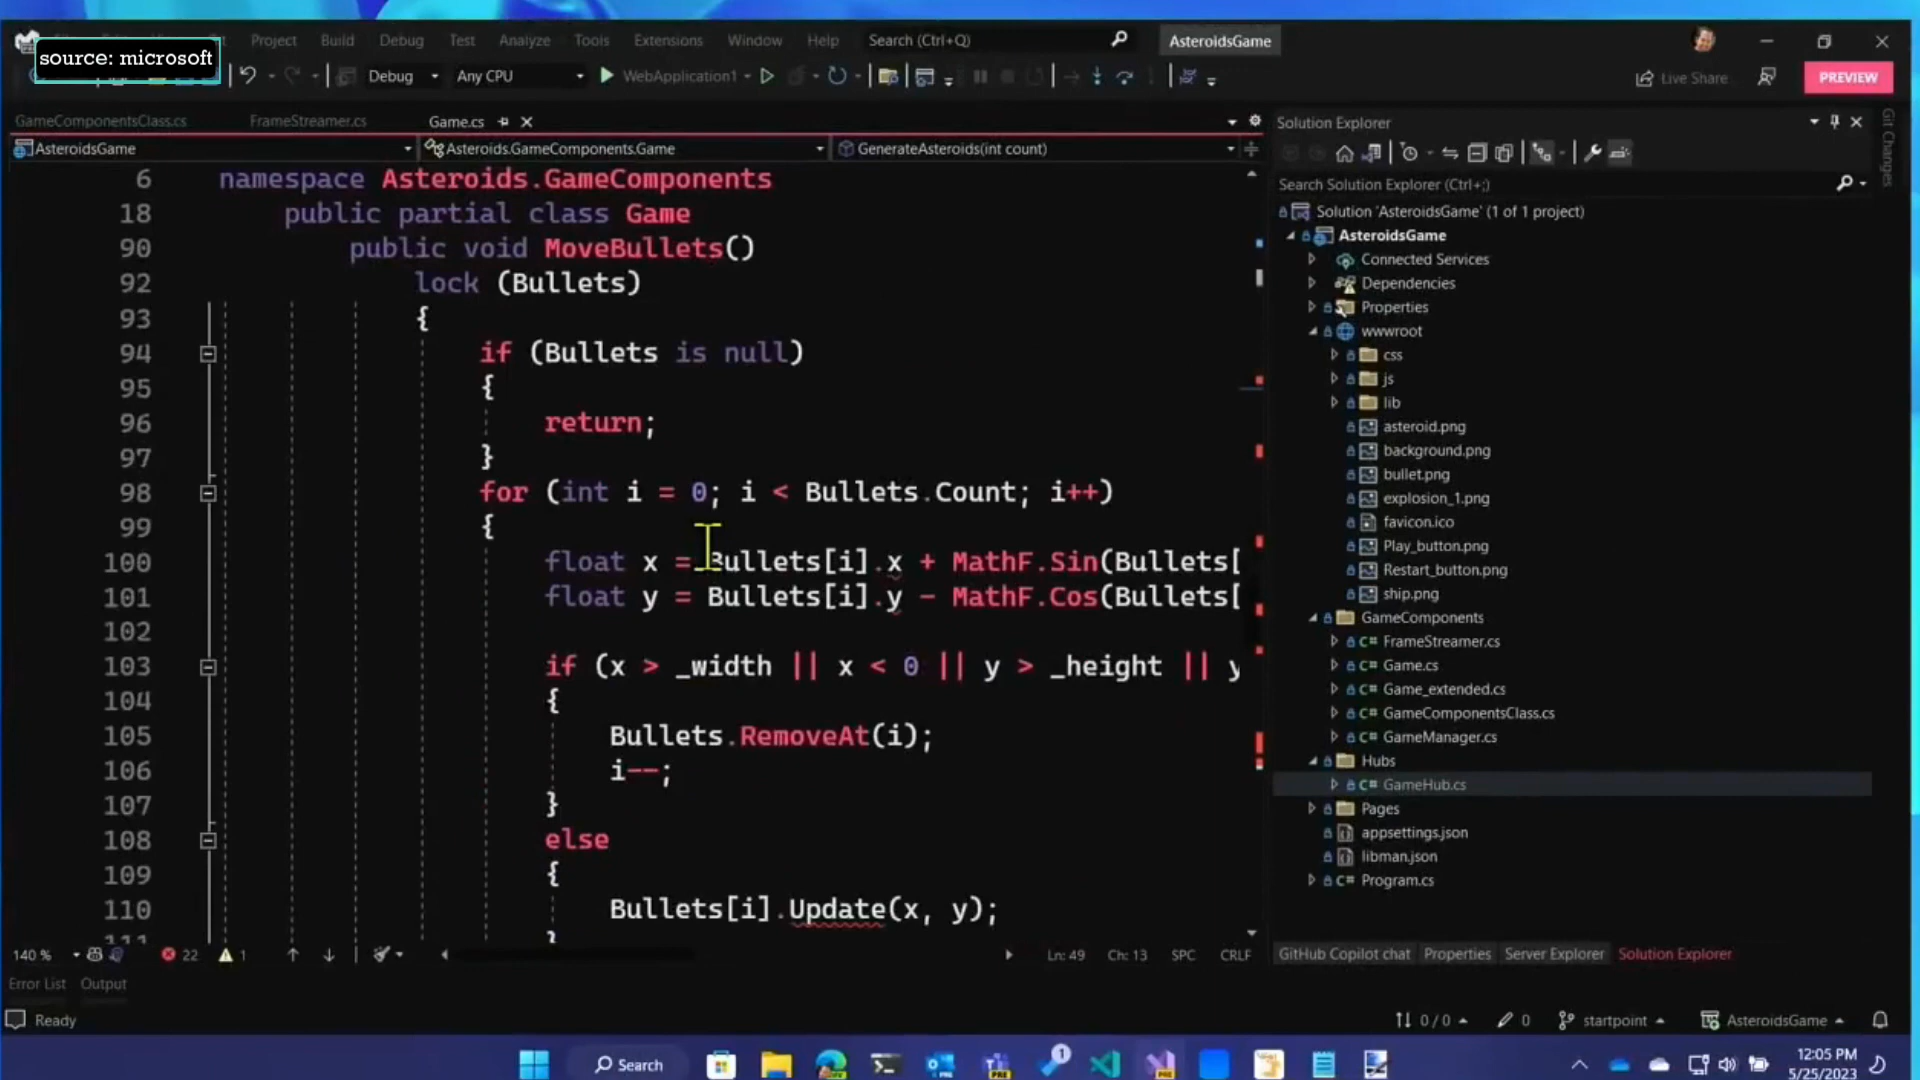 source: microsoft
Project Build Debug Test Analyze Tools Extensions Window Help Search (Ctrl+Q) AsteroidsGame
Debug Any CPU WebApplication1 Live Share PREVIEW
GameComponentsClass.cs FrameStreamer.cs Game.cs
AsteroidsGame Asteroids.GameComponents.Game GenerateAsteroids(int count)
6 namespace Asteroids.GameComponents
18 public partial class Game
90 public void MoveBullets()
92 lock (Bullets)
93 {
94 if (Bullets is null)
95 {
96 return;
97 }
98 for (int i = 0; i < Bullets.Count; i++)
99 {
100 float x = Bullets[i].x + MathF.Sin(Bullets[
101 float y = Bullets[i].y - MathF.Cos(Bullets[
102
103 if (x > _width || x < 0 || y > _height || y
104 {
105 Bullets.RemoveAt(i);
106 i--;
107 }
108 else
109 {
110 Bullets[i].Update(x, y);
111 }
140 % 22 1 Ln: 49 Ch: 13 SPC CRLF
Error List Output
Ready
Solution Explorer
Search Solution Explorer (Ctrl+;)
Solution 'AsteroidsGame' (1 of 1 project)
AsteroidsGame
Connected Services
Dependencies
Properties
wwwroot
css
js
lib
asteroid.png
background.png
bullet.png
explosion_1.png
favicon.ico
Play_button.png
Restart_button.png
ship.png
GameComponents
C# FrameStreamer.cs
C# Game.cs
C# Game_extended.cs
C# GameComponentsClass.cs
C# GameManager.cs
Hubs
C# GameHub.cs
Pages
appsettings.json
libman.json
C# Program.cs
GitHub Copilot chat Properties Server Explorer Solution Explorer
Git Changes
0 / 0 0 startpoint AsteroidsGame
Search 1 PRE PRE 12:05 PM
5/25/2023